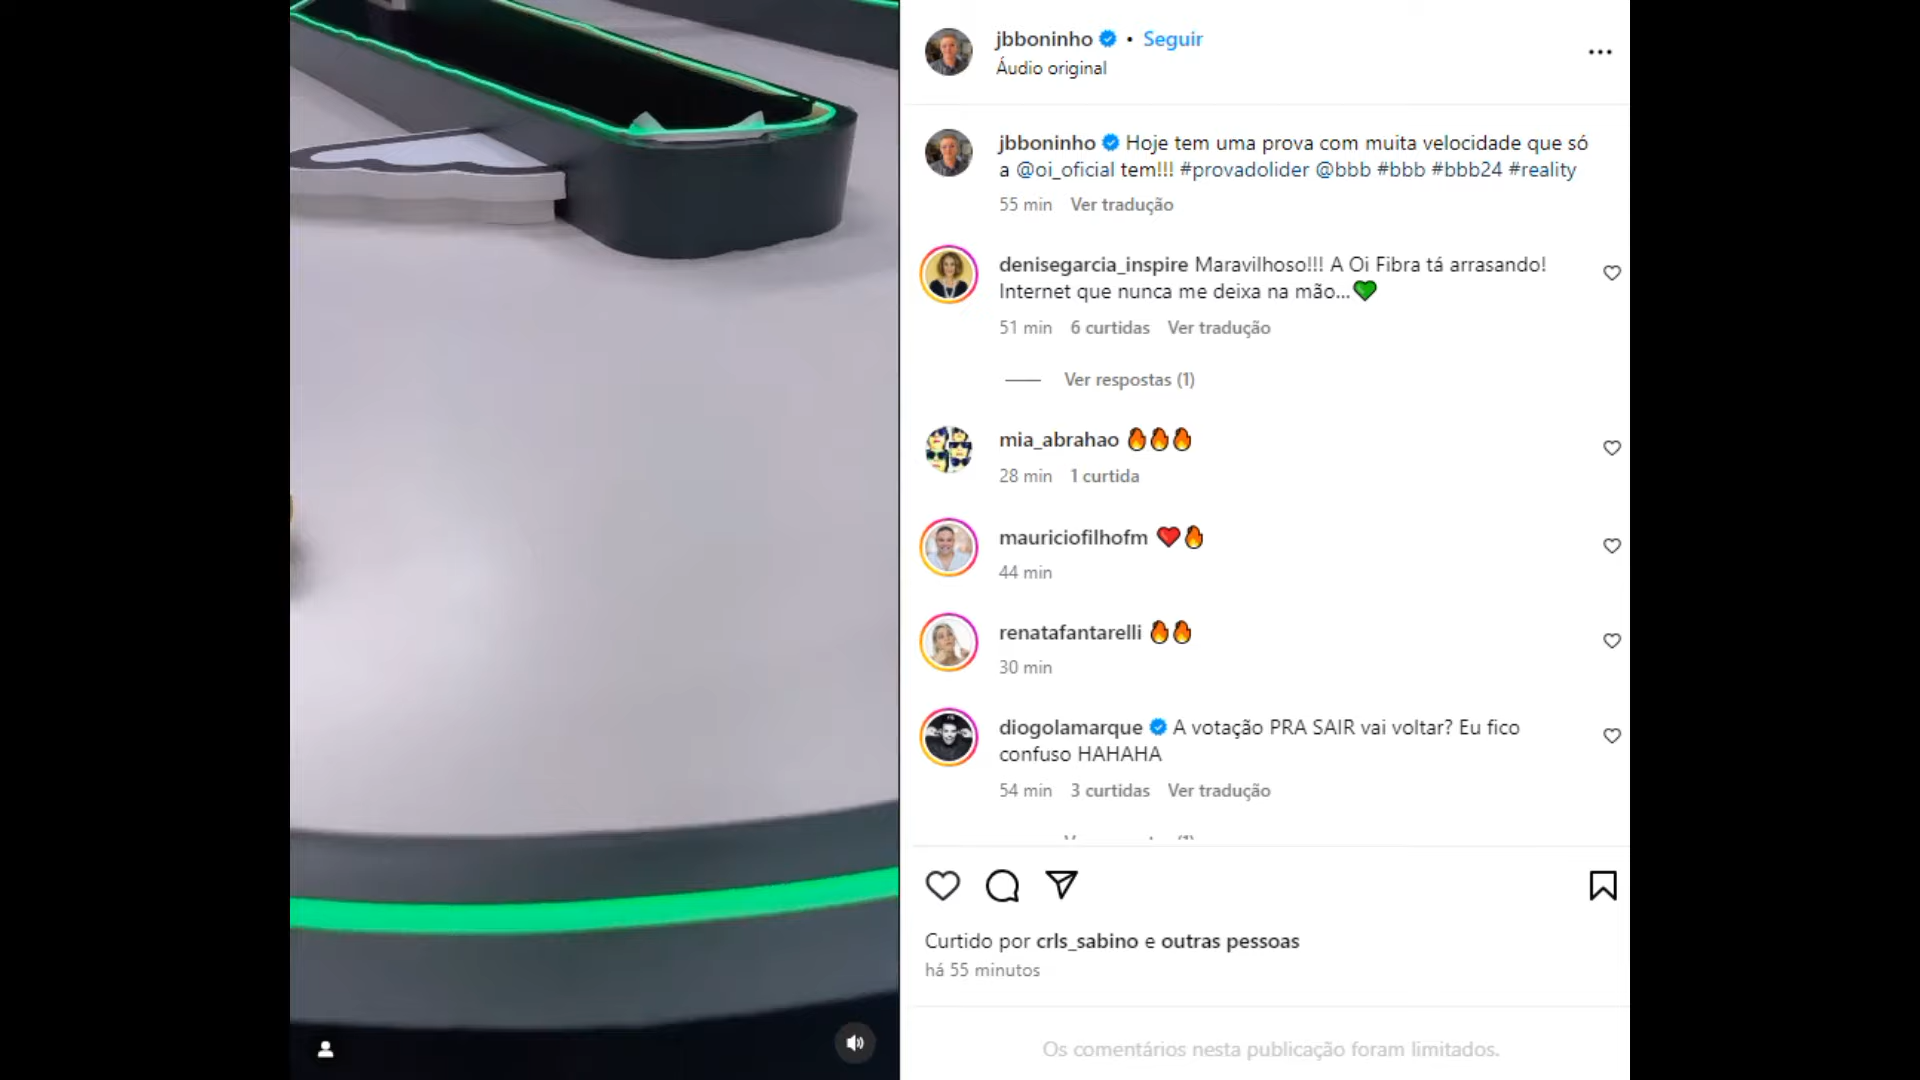 jbboninho • Seguir
Áudio original
jbboninho Hoje tem uma prova com muita velocidade que só
a @oi_oficial tem!!! #provadolider @bbb #bbb #bbb24 #reality
55 min Ver tradução
denisegarcia_inspire Maravilhoso!!! A Oi Fibra tá arrasando!
Internet que nunca me deixa na mão...💚
51 min 6 curtidas Ver tradução
Ver respostas (1)
mia_abrahao 🔥🔥🔥
28 min 1 curtida
mauriciofilhofm ❤️🔥
44 min
renatafantarelli 🔥🔥
30 min
diogolamarque A votação PRA SAIR vai voltar? Eu fico
confuso HAHAHA
54 min 3 curtidas Ver tradução
Curtido por crls_sabino e outras pessoas
há 55 minutos
Os comentários nesta publicação foram limitados.